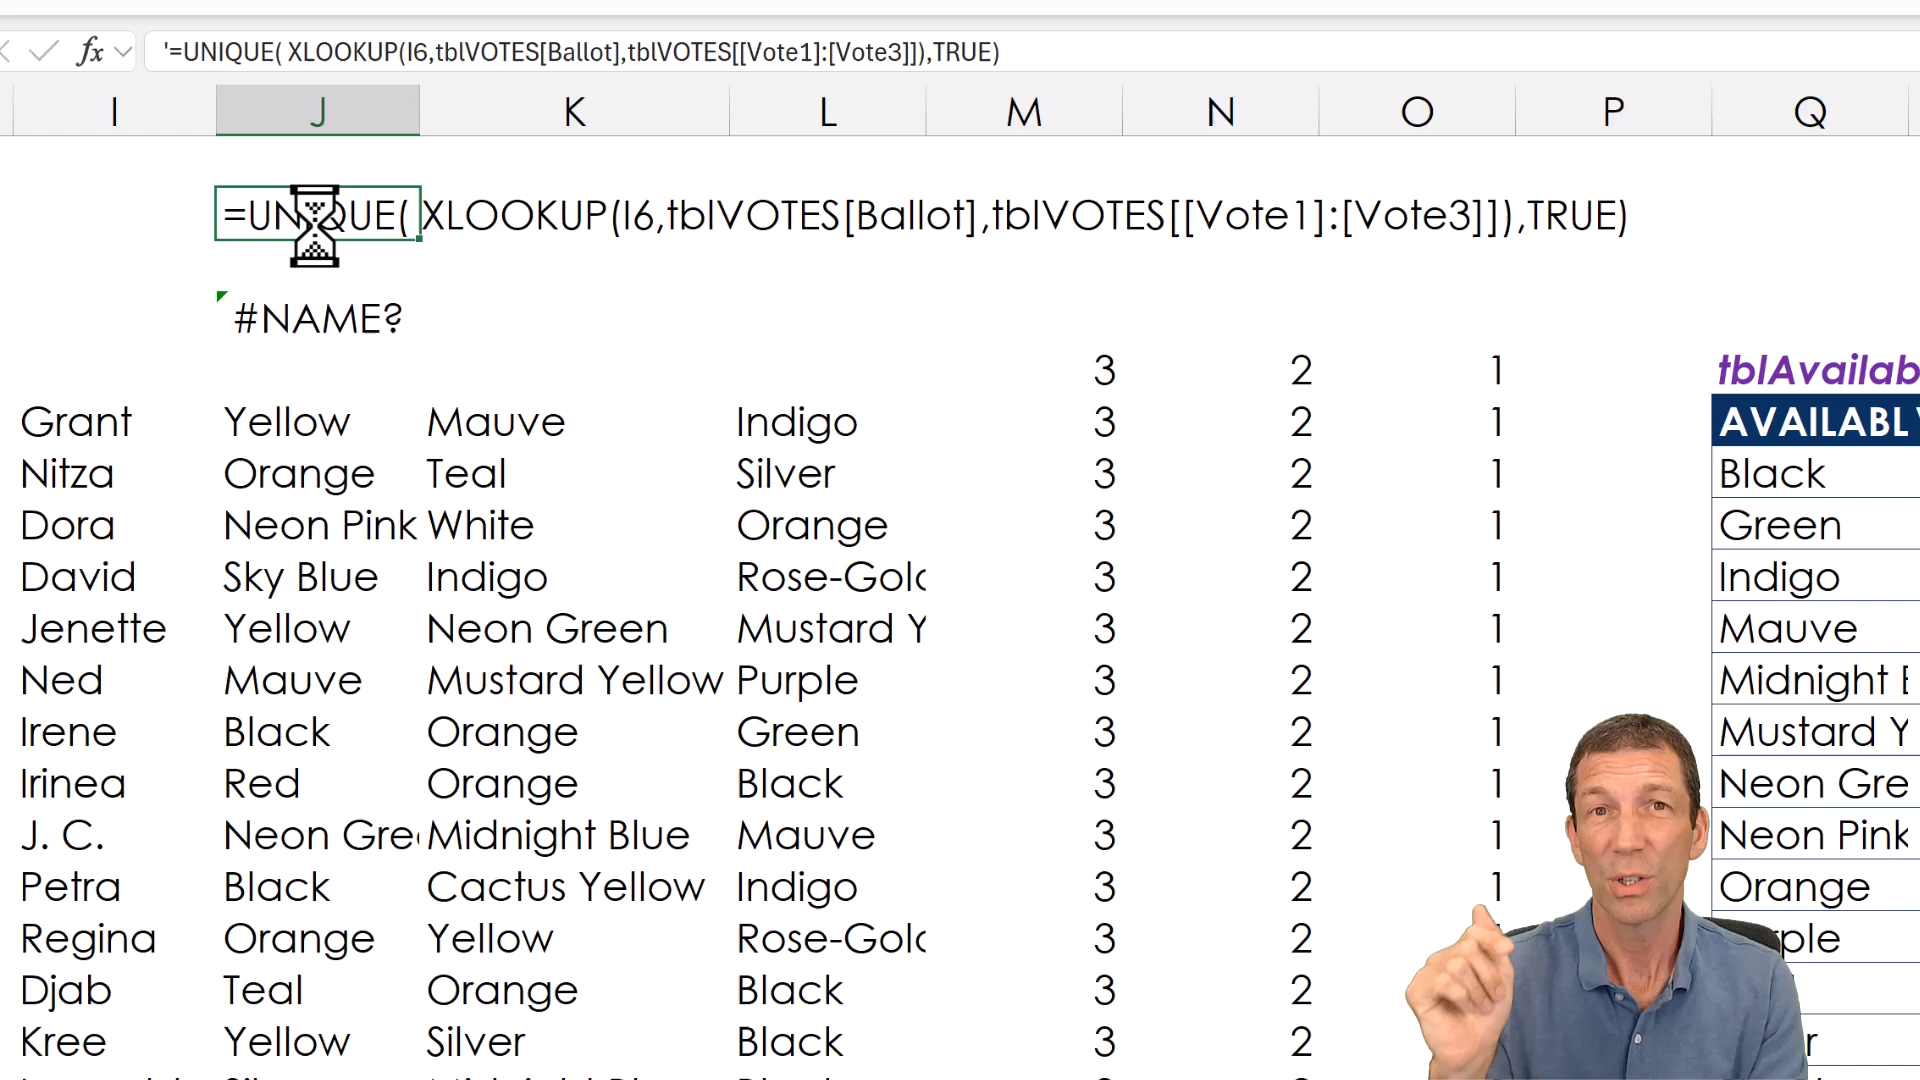 fx '=UNIQUE( XLOOKUP(I6,tblVOTES[Ballot],tblVOTES[[Vote1]:[Vote3]]),TRUE)
I J K L M N O P Q
=UNIQUE( XLOOKUP(I6,tblVOTES[Ballot],tblVOTES[[Vote1]:[Vote3]]),TRUE)
#NAME?
3 2 1 tblAvailab
Grant Yellow Mauve Indigo 3 2 1 AVAILABL
Nitza Orange Teal Silver 3 2 1 Black
Dora Neon Pink White Orange 3 2 1 Green
David Sky Blue Indigo Rose-Gold 3 2 1 Indigo
Jenette Yellow Neon Green Mustard Y 3 2 1 Mauve
Ned Mauve Mustard Yellow Purple 3 2 1 Midnight B
Irene Black Orange Green 3 2 1 Mustard Y
Irinea Red Orange Black 3 2 1 Neon Gre
J. C. Neon Gree Midnight Blue Mauve 3 2 1 Neon Pink
Petra Black Cactus Yellow Indigo 3 2 1 Orange
Regina Orange Yellow Rose-Gold 3 2 rple
Djab Teal Orange Black 3 2
Kree Yellow Silver Black 3 2 r